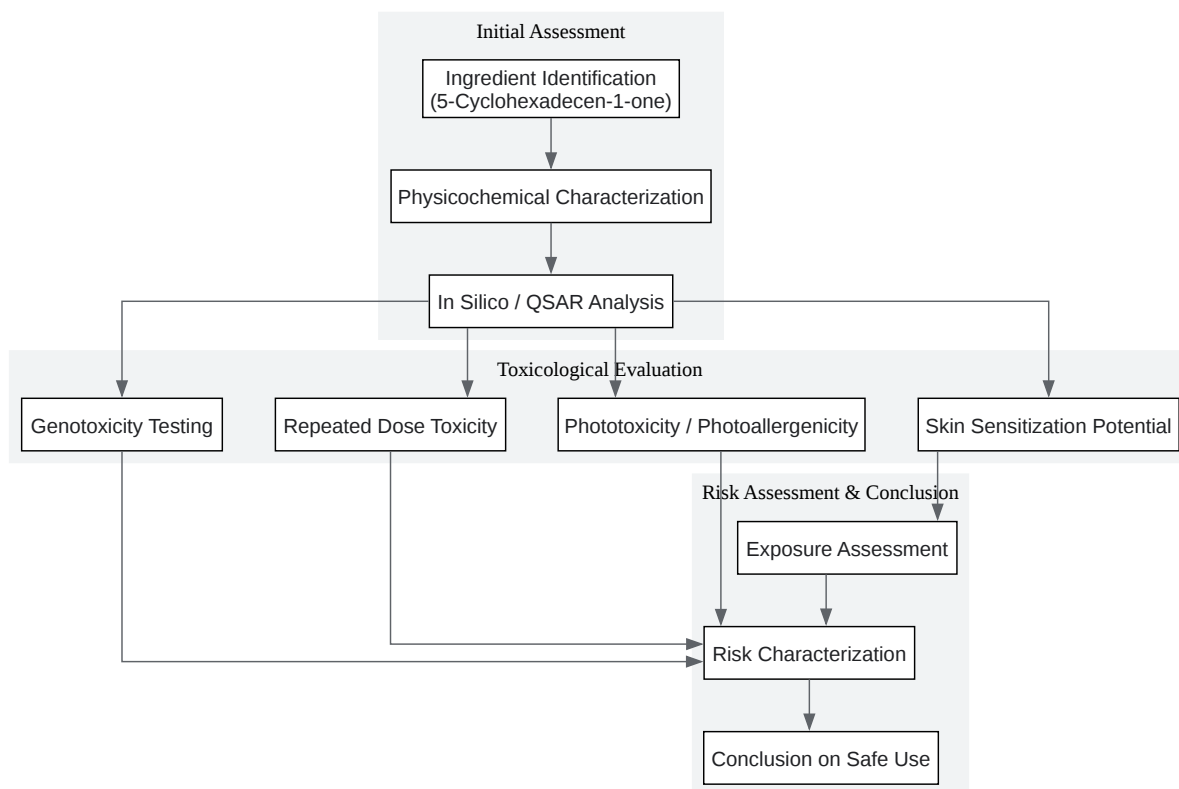 Initial Assessment
Ingredient Identification
(5-Cyclohexadecen-1-one)
Physicochemical Characterization
In Silico / QSAR Analysis
Toxicological Evaluation
Genotoxicity Testing
Repeated Dose Toxicity
Phototoxicity / Photoallergenicity
Skin Sensitization Potential
Risk Assessment & Conclusion
Exposure Assessment
Risk Characterization
Conclusion on Safe Use